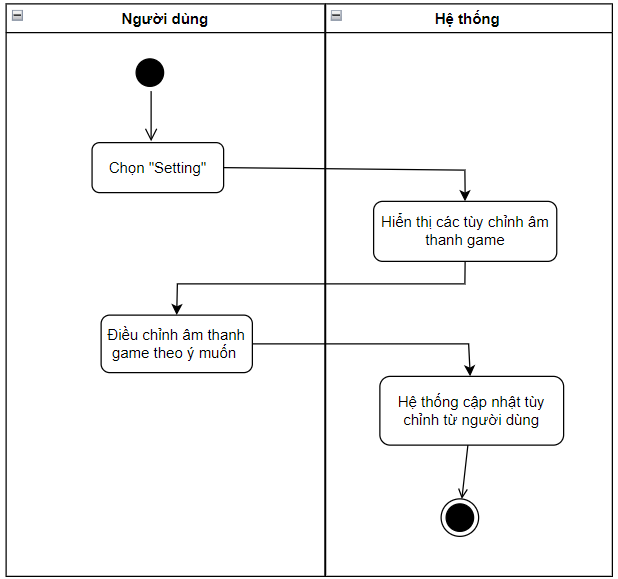 Người dùng
Hệ thống
Chọn "Setting"
Hiển thị các tùy chỉnh âm
thanh game
Điều chỉnh âm thanh
game theo ý muốn
Hệ thống cập nhật tùy
chỉnh từ người dùng